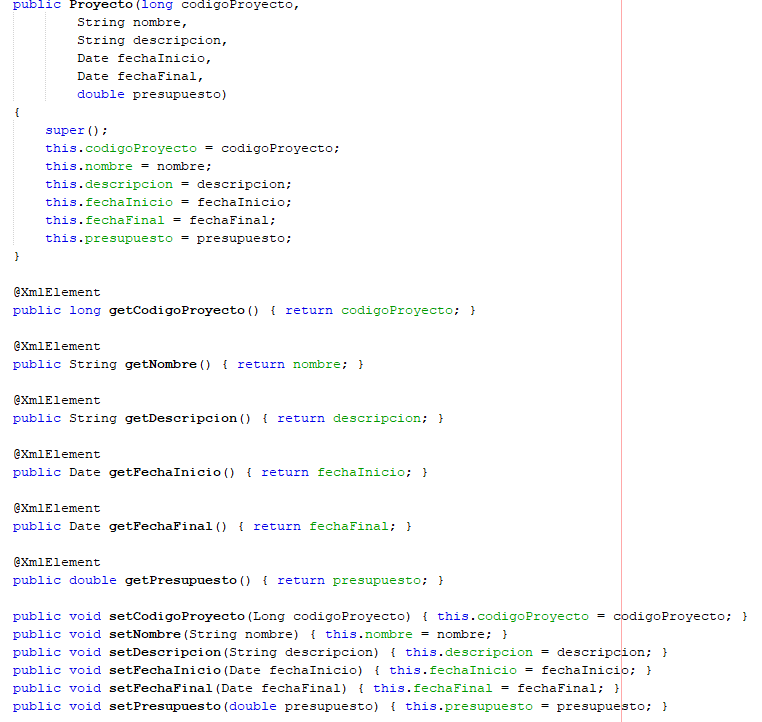 public Proyecto(long codigoProyecto,
String nombre,
String descripcion,
Date fechaInicio,
Date fechaFinal,
double presupuesto)
{
super();
this.codigoProyecto = codigoProyecto;
this.nombre = nombre;
this.descripcion = descripcion;
this.fechaInicio = fechaInicio;
this.fechaFinal = fechaFinal;
this.presupuesto = presupuesto;
}
@XmlElement
public long getCodigoProyecto() { return codigoProyecto; }
@XmlElement
public String getNombre() { return nombre; }
@XmlElement
public String getDescripcion() { return descripcion; }
@XmlElement
public Date getFechaInicio() { return fechaInicio; }
@XmlElement
public Date getFechaFinal() { return fechaFinal; }
@XmlElement
public double getPresupuesto() { return presupuesto; }
public void setCodigoProyecto(Long codigoProyecto) { this.codigoProyecto = codigoProyecto; }
public void setNombre(String nombre) { this.nombre = nombre; }
public void setDescripcion(String descripcion) { this.descripcion = descripcion; }
public void setFechaInicio(Date fechaInicio) { this.fechaInicio = fechaInicio; }
public void setFechaFinal(Date fechaFinal) { this.fechaFinal = fechaFinal; }
public void setPresupuesto(double presupuesto) { this.presupuesto = presupuesto; }